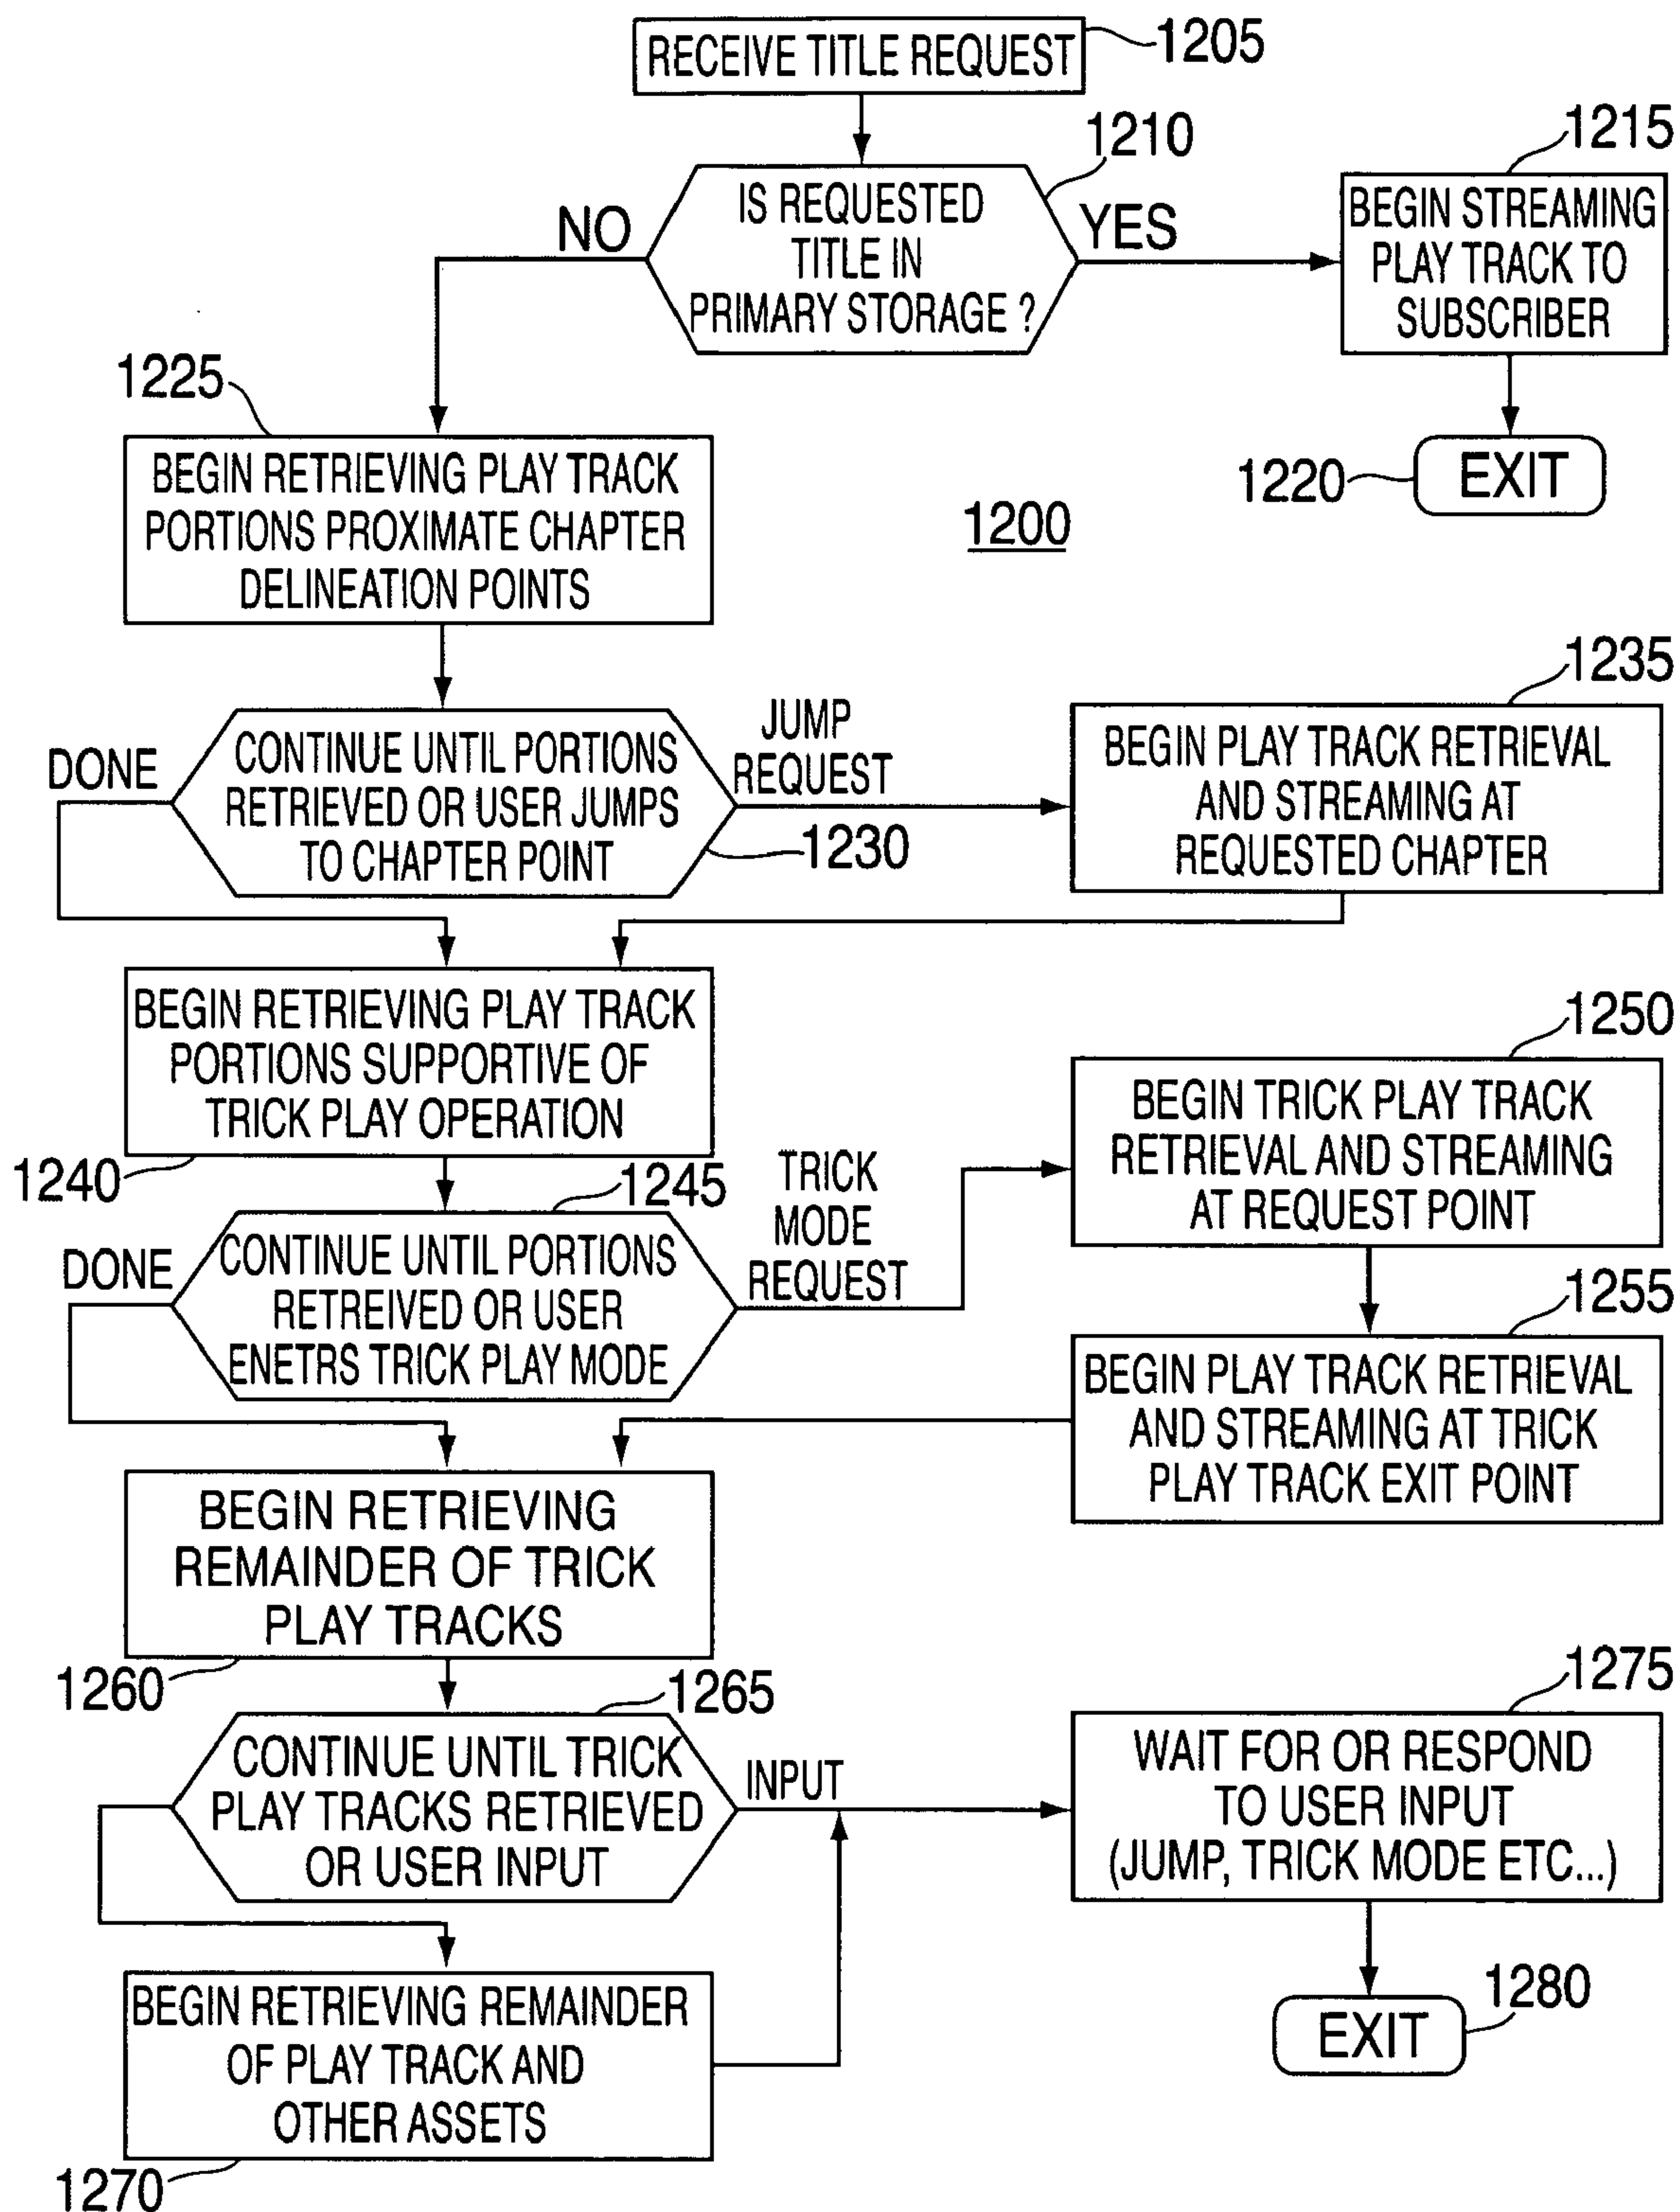 RECEIVE TITLE REQUEST
1205
1210
IS REQUESTED
TITLE IN
PRIMARY STORAGE ?
NO
YES
1215
BEGIN STREAMING
PLAY TRACK TO
SUBSCRIBER
1220
EXIT
1200
1225
BEGIN RETRIEVING PLAY TRACK
PORTIONS PROXIMATE CHAPTER
DELINEATION POINTS
DONE
CONTINUE UNTIL PORTIONS
RETRIEVED OR USER JUMPS
TO CHAPTER POINT
1230
JUMP
REQUEST
1235
BEGIN PLAY TRACK RETRIEVAL
AND STREAMING AT
REQUESTED CHAPTER
BEGIN RETRIEVING PLAY TRACK
PORTIONS SUPPORTIVE OF
TRICK PLAY OPERATION
1240
1245
DONE
CONTINUE UNTIL PORTIONS
RETREIVED OR USER
ENETRS TRICK PLAY MODE
TRICK
MODE
REQUEST
1250
BEGIN TRICK PLAY TRACK
RETRIEVAL AND STREAMING
AT REQUEST POINT
1255
BEGIN PLAY TRACK RETRIEVAL
AND STREAMING AT TRICK
PLAY TRACK EXIT POINT
BEGIN RETRIEVING
REMAINDER OF TRICK
PLAY TRACKS
1260
1265
CONTINUE UNTIL TRICK
PLAY TRACKS RETRIEVED
OR USER INPUT
INPUT
1275
WAIT FOR OR RESPOND
TO USER INPUT
(JUMP, TRICK MODE ETC...)
BEGIN RETRIEVING REMAINDER
OF PLAY TRACK AND
OTHER ASSETS
1270
EXIT
1280